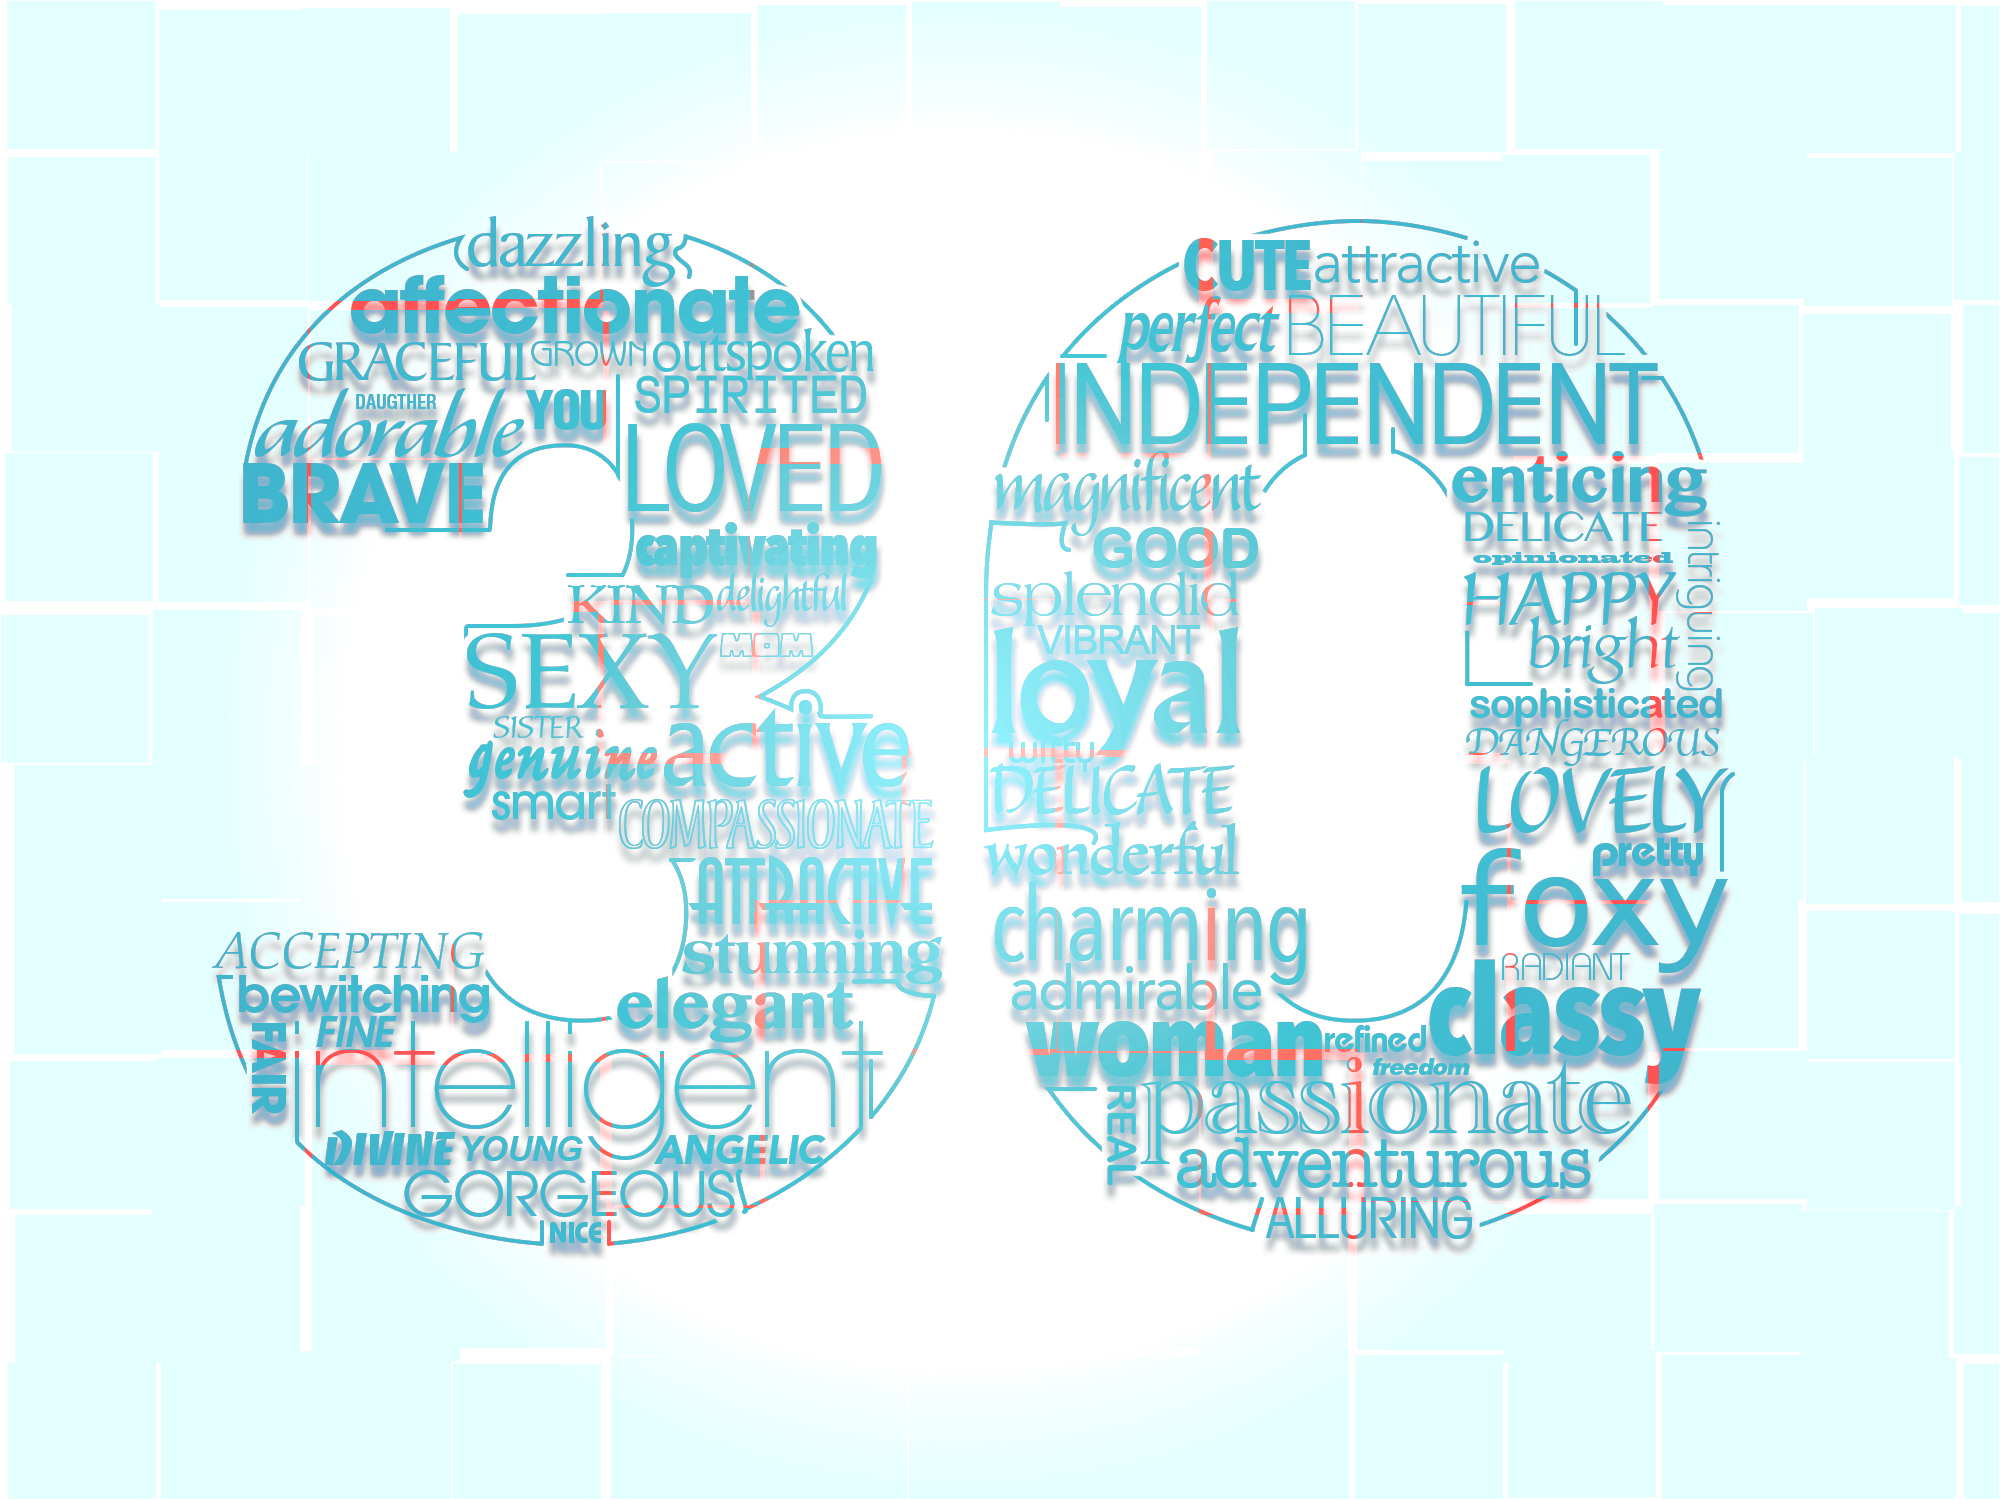 dazzling
affectionate
GRACEFUL GROWN outspoken
DAUGTHER YOU SPIRITED
adorable
BRAVE LOVED
captivating
KIND delightful
SEXY MOM
SISTER
genuine active
smart COMPASSIONATE
ATTRACTIVE
ACCEPTING stunning
bewitching elegant
FAIR FINE
intelligent
DIVINE YOUNG ANGELIC
GORGEOUS
NICE
CUTE attractive
perfect BEAUTIFUL
INDEPENDENT
magnificent enticing
GOOD DELICATE intriguing
opinionated
splendid HAPPY
VIBRANT bright
loyal sophisticated
WITTY DANGEROUS
DELICATE LOVELY
wonderful pretty
charming foxy
admirable RADIANT
woman refined classy
freedom
REAL passionate
adventurous
ALLURING